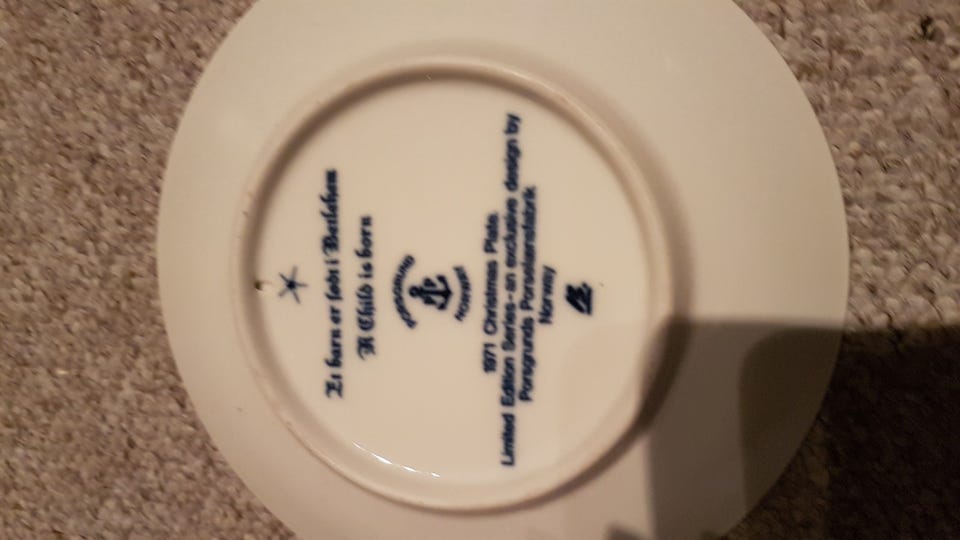 Et barn er født i Betlehem
A Child is born
PORSGRUND
NORWAY
1971 Christmas Plate.
Limited Edition Series - an exclusive design by
Porsgrunds Porselænsfabrik
Norway